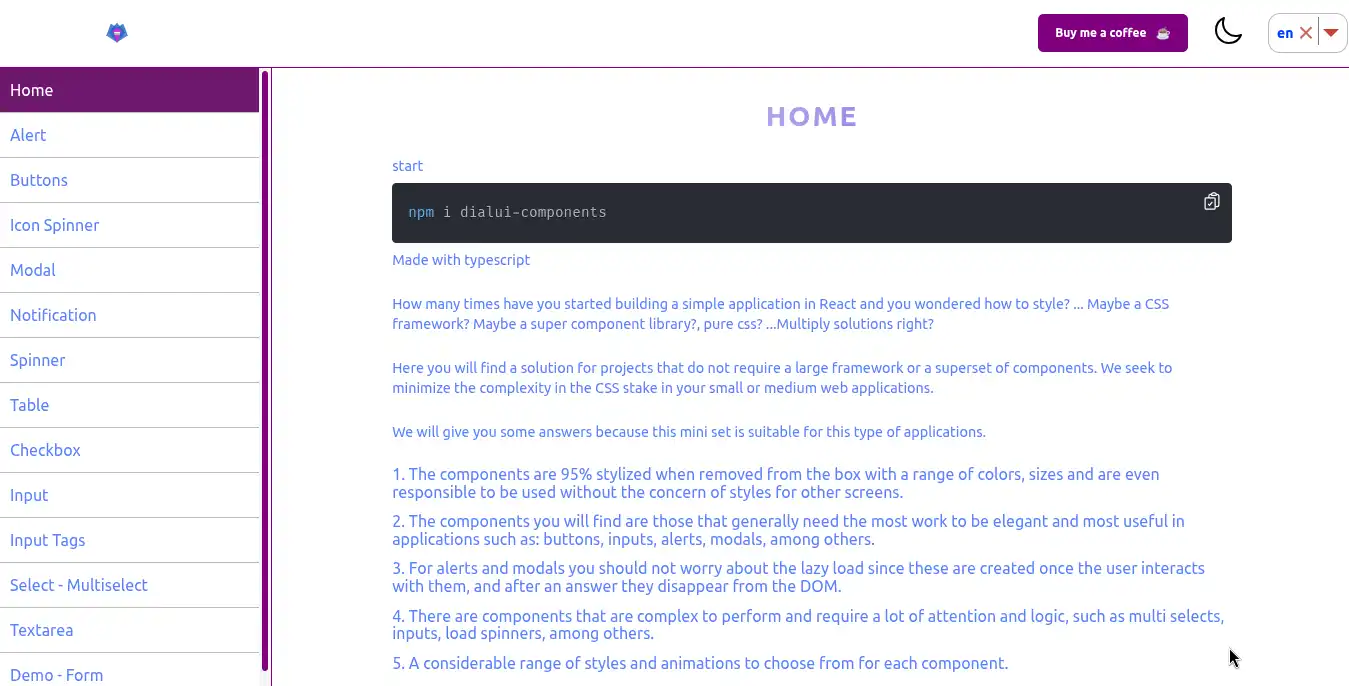 Buy me a coffee
en
Home
Alert
Buttons
Icon Spinner
Modal
Notification
Spinner
Table
Checkbox
Input
Input Tags
Select - Multiselect
Textarea
Demo - Form
HOME
start
npm i dialui-components
Made with typescript
How many times have you started building a simple application in React and you wondered how to style? ... Maybe a CSS
framework? Maybe a super component library?, pure css? ...Multiply solutions right?
Here you will find a solution for projects that do not require a large framework or a superset of components. We seek to
minimize the complexity in the CSS stake in your small or medium web applications.
We will give you some answers because this mini set is suitable for this type of applications.
1. The components are 95% stylized when removed from the box with a range of colors, sizes and are even
responsible to be used without the concern of styles for other screens.
2. The components you will find are those that generally need the most work to be elegant and most useful in
applications such as: buttons, inputs, alerts, modals, among others.
3. For alerts and modals you should not worry about the lazy load since these are created once the user interacts
with them, and after an answer they disappear from the DOM.
4. There are components that are complex to perform and require a lot of attention and logic, such as multi selects,
inputs, load spinners, among others.
5. A considerable range of styles and animations to choose from for each component.